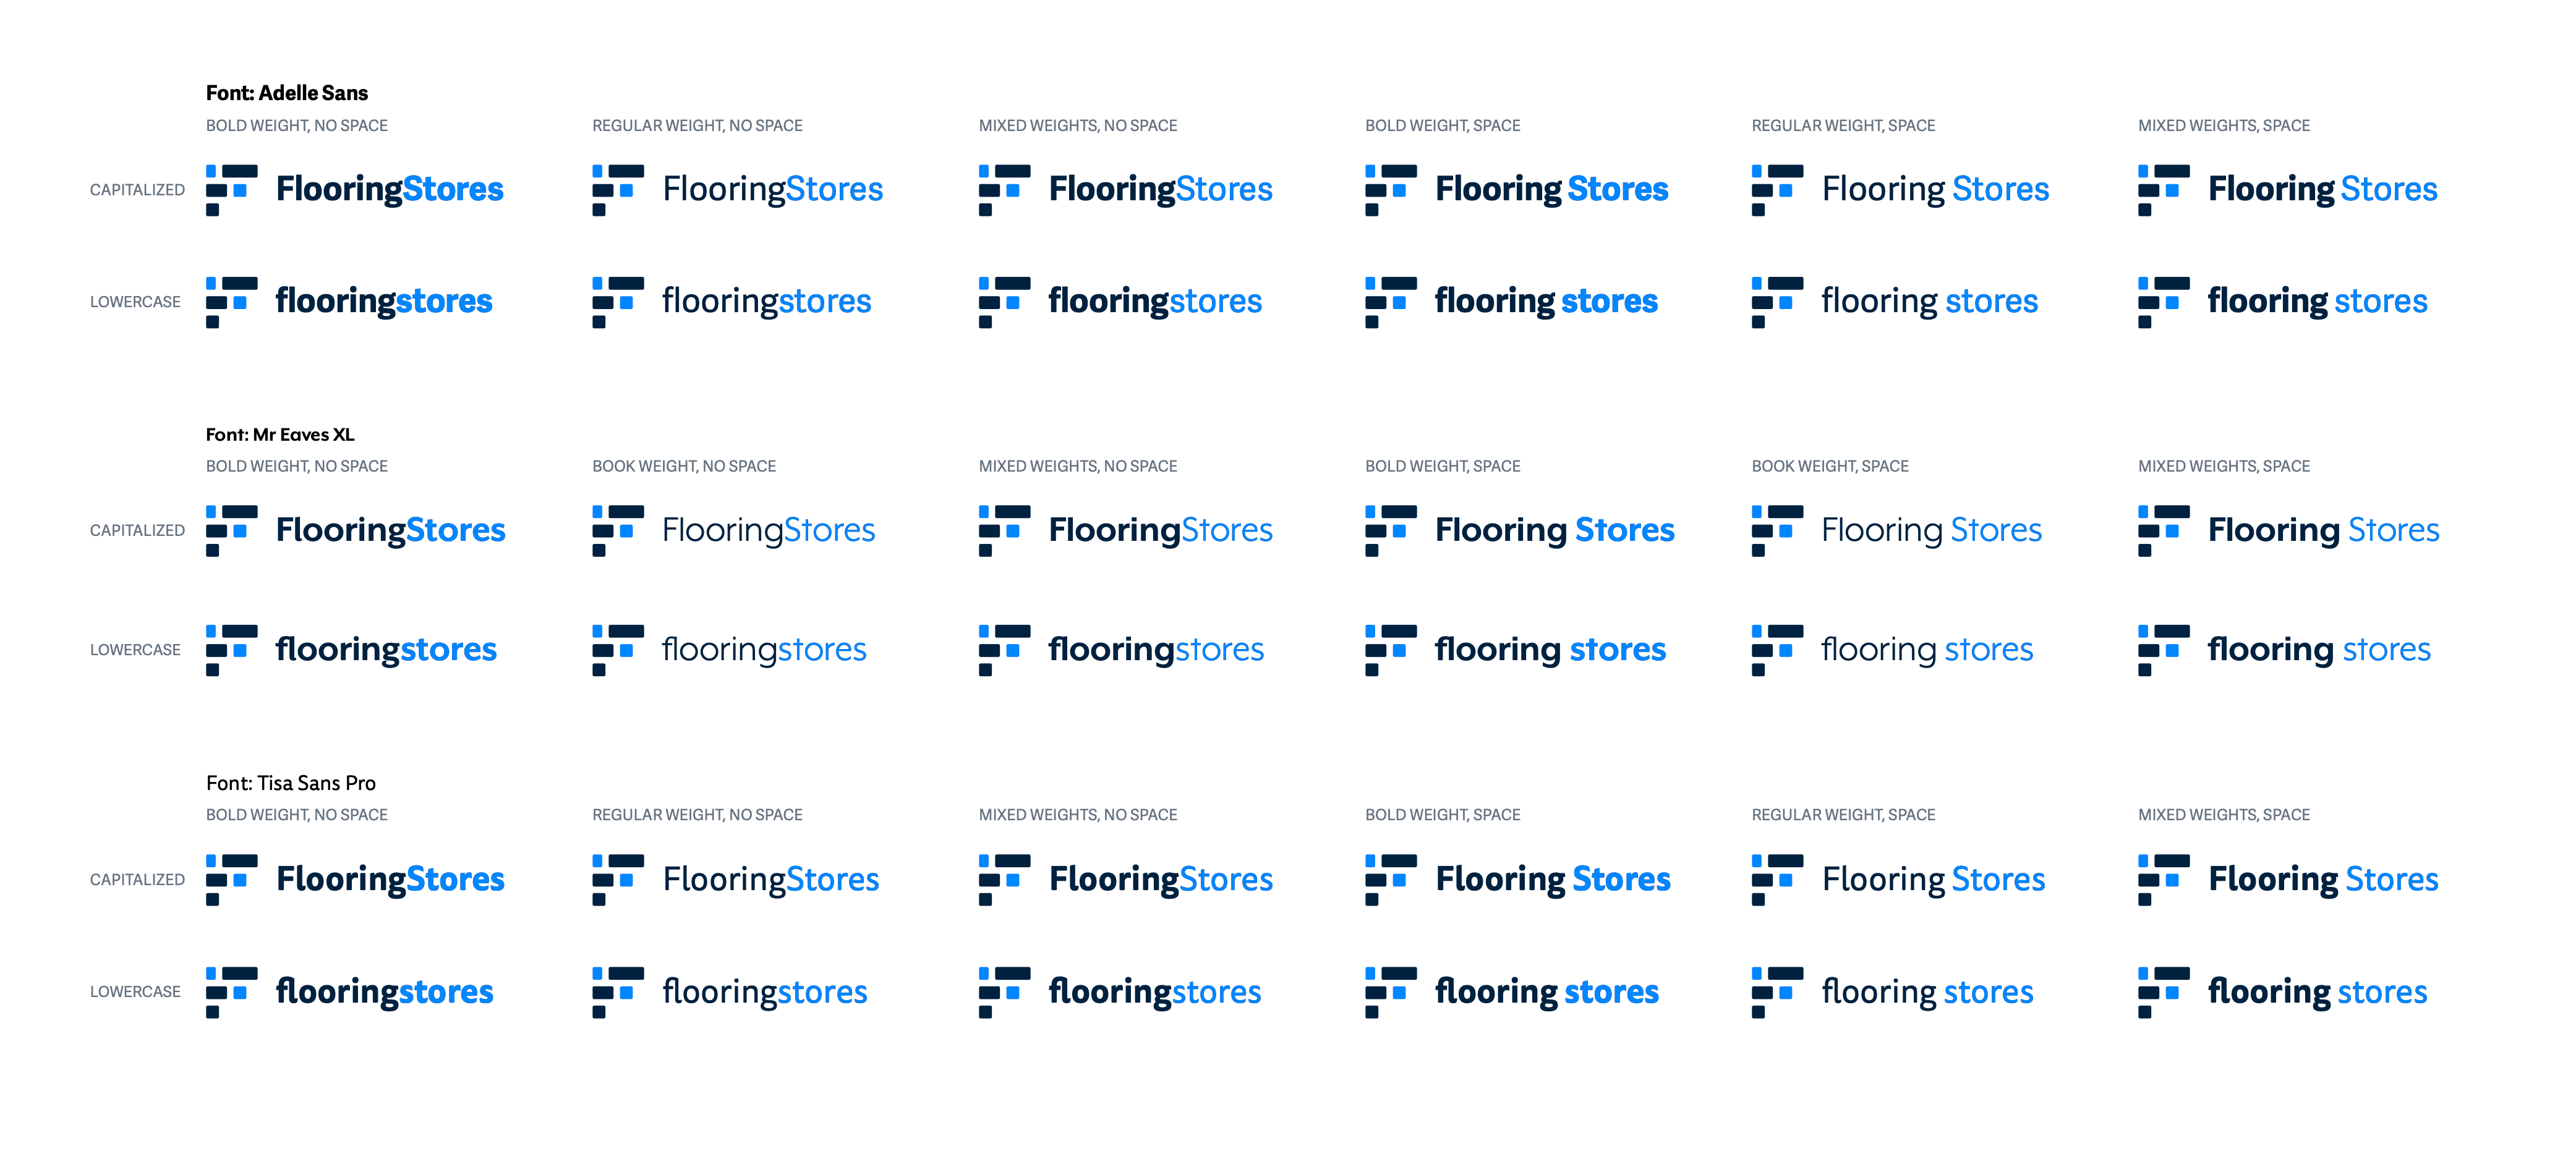 Font: Adelle Sans
BOLD WEIGHT, NO SPACE REGULAR WEIGHT, NO SPACE MIXED WEIGHTS, NO SPACE BOLD WEIGHT, SPACE REGULAR WEIGHT, SPACE MIXED WEIGHTS, SPACE
CAPITALIZED FlooringStores FlooringStores FlooringStores Flooring Stores Flooring Stores Flooring Stores
LOWERCASE flooringstores flooringstores flooringstores flooring stores flooring stores flooring stores
Font: Mr Eaves XL
BOLD WEIGHT, NO SPACE BOOK WEIGHT, NO SPACE MIXED WEIGHTS, NO SPACE BOLD WEIGHT, SPACE BOOK WEIGHT, SPACE MIXED WEIGHTS, SPACE
CAPITALIZED FlooringStores FlooringStores FlooringStores Flooring Stores Flooring Stores Flooring Stores
LOWERCASE flooringstores flooringstores flooringstores flooring stores flooring stores flooring stores
Font: Tisa Sans Pro
BOLD WEIGHT, NO SPACE REGULAR WEIGHT, NO SPACE MIXED WEIGHTS, NO SPACE BOLD WEIGHT, SPACE REGULAR WEIGHT, SPACE MIXED WEIGHTS, SPACE
CAPITALIZED FlooringStores FlooringStores FlooringStores Flooring Stores Flooring Stores Flooring Stores
LOWERCASE flooringstores flooringstores flooringstores flooring stores flooring stores flooring stores